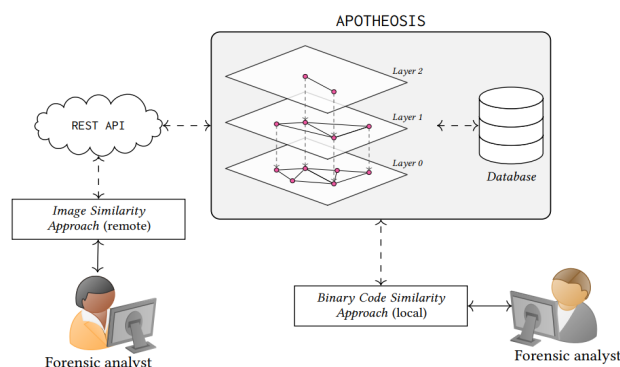 APOTHEOSIS
Layer 2
REST API
Layer 1
Layer 0
Database
Image Similarity
Approach (remote)
Binary Code Similarity
Approach (local)
Forensic analyst
Forensic analyst